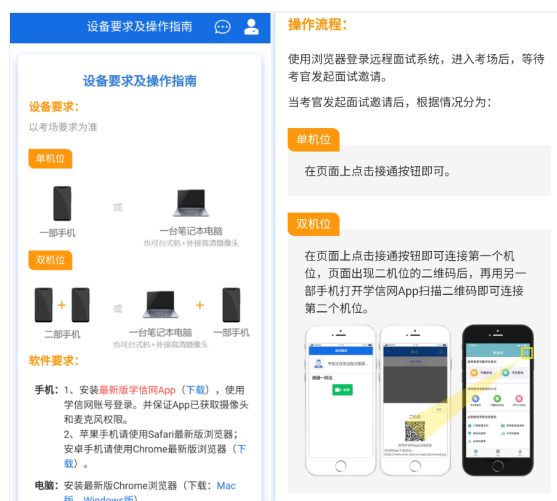 设备要求及操作指南
设备要求及操作指南
设备要求：
以考场要求为准
单机位
或
一部手机
一台笔记本电脑
也可台式机+外接高清摄像头
双机位
+
或
+
二部手机
一台笔记本电脑
一部手机
也可台式机+外接高清摄像头
软件要求：
手机：1、安装最新版学信网App（下载），使用
学信网账号登录。并保证App已获取摄像头
和麦克风权限。
2、苹果手机请使用Safari最新版浏览器；
安卓手机请使用Chrome最新版浏览器（下
载）。
电脑：安装最新版Chrome浏览器（下载：Mac
版、Windows版）
操作流程：
使用浏览器登录远程面试系统，进入考场后，等待
考官发起面试邀请。
当考官发起面试邀请后，根据情况分为：
单机位
在页面上点击接通按钮即可。
双机位
在页面上点击接通按钮即可连接第一个机
位，页面出现二机位的二维码后，再用另一
部手机打开学信网App扫描二维码即可连接
第二个机位。
二机位